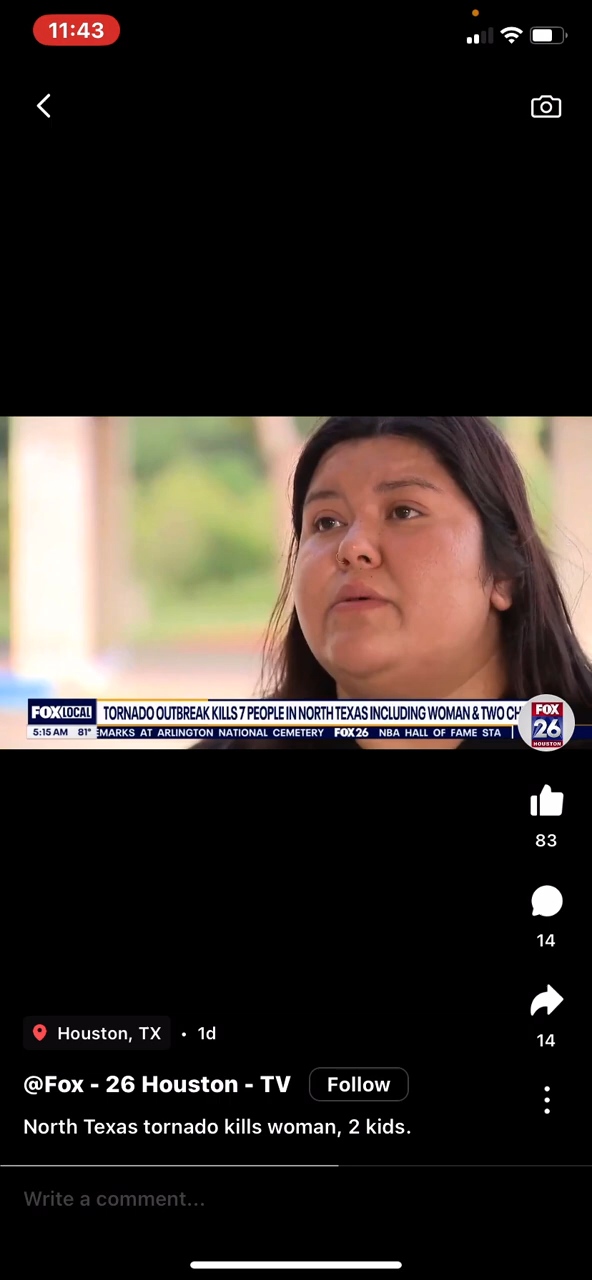 11:43
FOX LOCAL TORNADO OUTBREAK KILLS 7 PEOPLE IN NORTH TEXAS INCLUDING WOMAN & TWO CH
5:15 AM 81° EMARKS AT ARLINGTON NATIONAL CEMETERY FOX 26 NBA HALL OF FAME STA
FOX
26
HOUSTON
83
14
14
Houston, TX • 1d
@Fox - 26 Houston - TV Follow
North Texas tornado kills woman, 2 kids.
Write a comment...